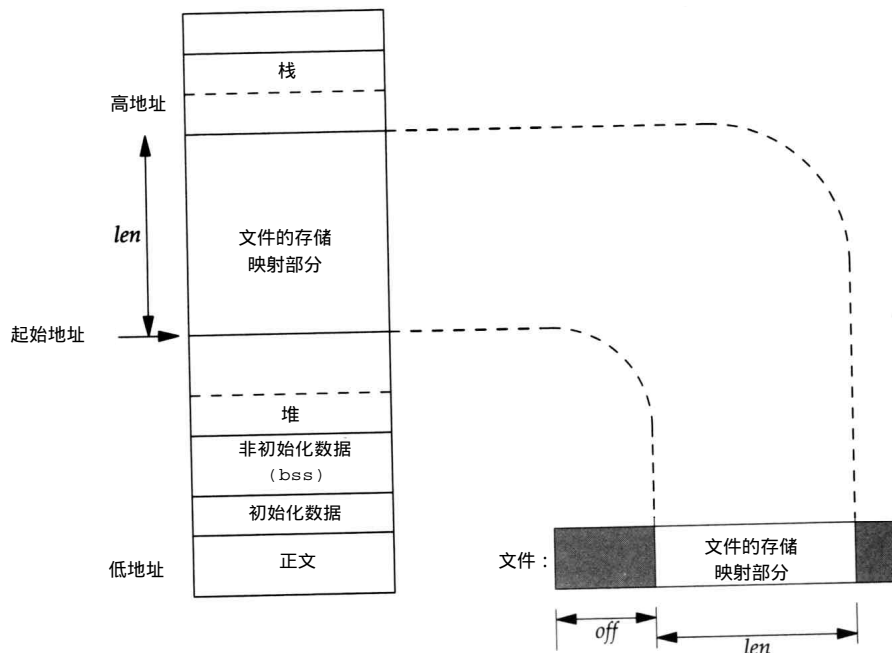 栈
高地址
len
文件的存储
映射部分
起始地址
堆
非初始化数据
(bss)
初始化数据
低地址
正文
文件：
文件的存储
映射部分
off
len